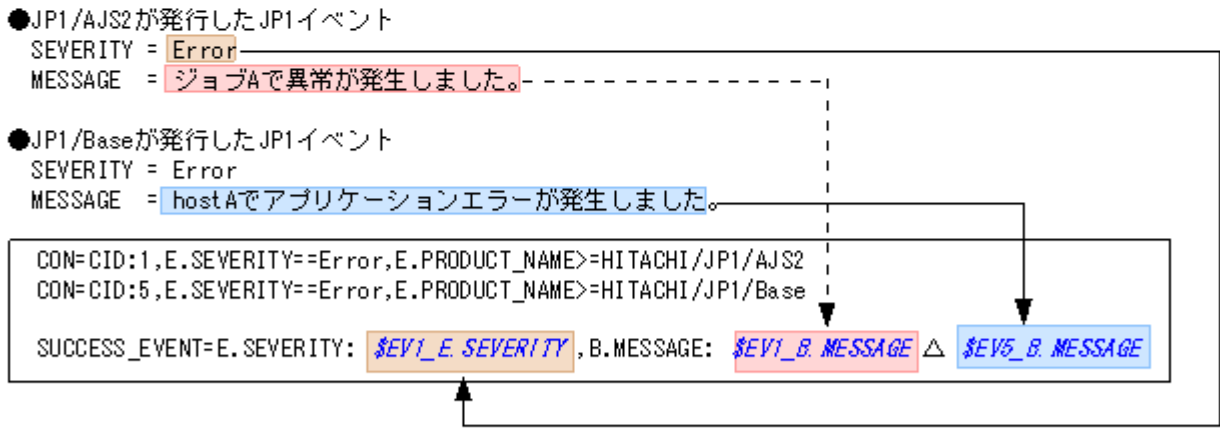 ●JP1/AJS2が発行したJP1イベント
SEVERITY = Error
MESSAGE = ジョブAで異常が発生しました。
●JP1/Baseが発行したJP1イベント
SEVERITY = Error
MESSAGE = hostAでアプリケーションエラーが発生しました。
CON=CID:1,E.SEVERITY==Error,E.PRODUCT_NAME>=HITACHI/JP1/AJS2
CON=CID:5,E.SEVERITY==Error,E.PRODUCT_NAME>=HITACHI/JP1/Base
SUCCESS_EVENT=E.SEVERITY: $EV1_E.SEVERITY ,B.MESSAGE: $EV1_B.MESSAGE △ $EV5_B.MESSAGE